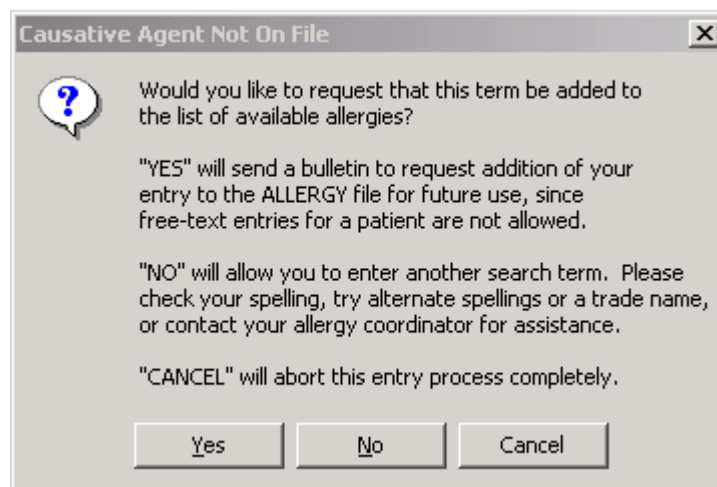 Causative Agent Not On File
Would you like to request that this term be added to
the list of available allergies?
"YES" will send a bulletin to request addition of your
entry to the ALLERGY file for future use, since
free-text entries for a patient are not allowed.
"NO" will allow you to enter another search term.  Please
check your spelling, try alternate spellings or a trade name,
or contact your allergy coordinator for assistance.
"CANCEL" will abort this entry process completely.
Yes No Cancel